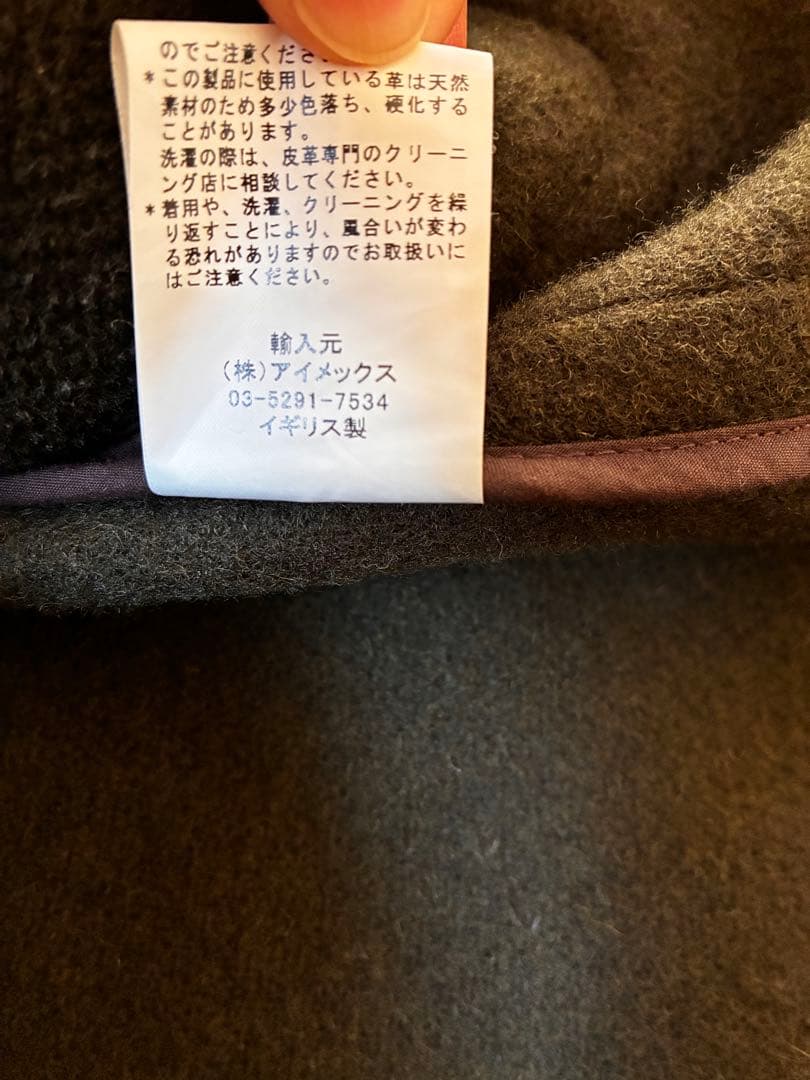 のでご注意くださ
*この製品に使用している革は天然
素材のため多少色落ち、硬化する
ことがあります。
洗濯の際は、皮革専門のクリーニ
ング店に相談してください。
*着用や、洗濯、クリーニングを繰
り返すことにより、風合いが変わ
る恐れがありますのでお取扱いに
はご注意ください。
輸入元
(株)アイメックス
03-5291-7534
イギリス製